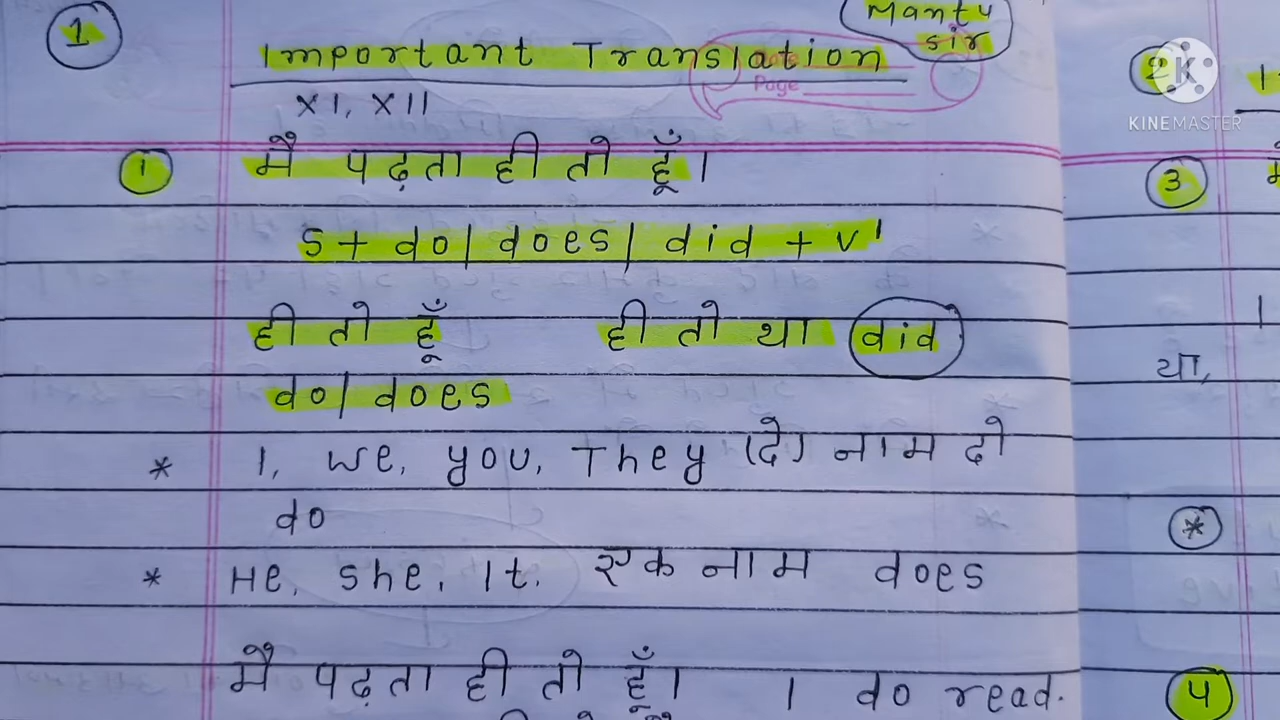 1
Mantu
sir
Important Translation
Page
XI, XII
1 मै पढ़ता ही तो हूँ।
S + do / does / did + v¹
ही तो हूँ ही तो था did
do / does
* I, We, you, They (दे) नाम दो
do
* He, She, It, एक नाम does
मै पढ़ता ही तो हूँ। I do read.
2
KINEMASTER
3
था,
*
4